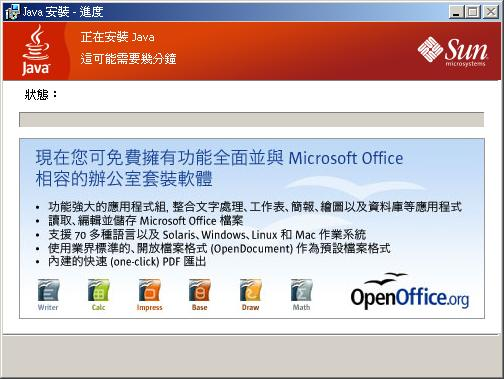 Java 安裝 - 進度
正在安裝 Java
這可能需要幾分鐘
Java
Sun
microsystems
狀態：
現在您可免費擁有功能全面並與 Microsoft Office
相容的辦公室套裝軟體
• 功能強大的應用程式組, 整合文字處理、工作表、簡報、繪圖以及資料庫等應用程式
• 讀取、編輯並儲存 Microsoft Office 檔案
• 支援 70 多種語言以及 Solaris、Windows、Linux 和 Mac 作業系統
• 使用業界標準的、開放檔案格式 (OpenDocument) 作為預設檔案格式
• 內建的快速 (one-click) PDF 匯出
Writer Calc Impress Base Draw Math
OpenOffice.org